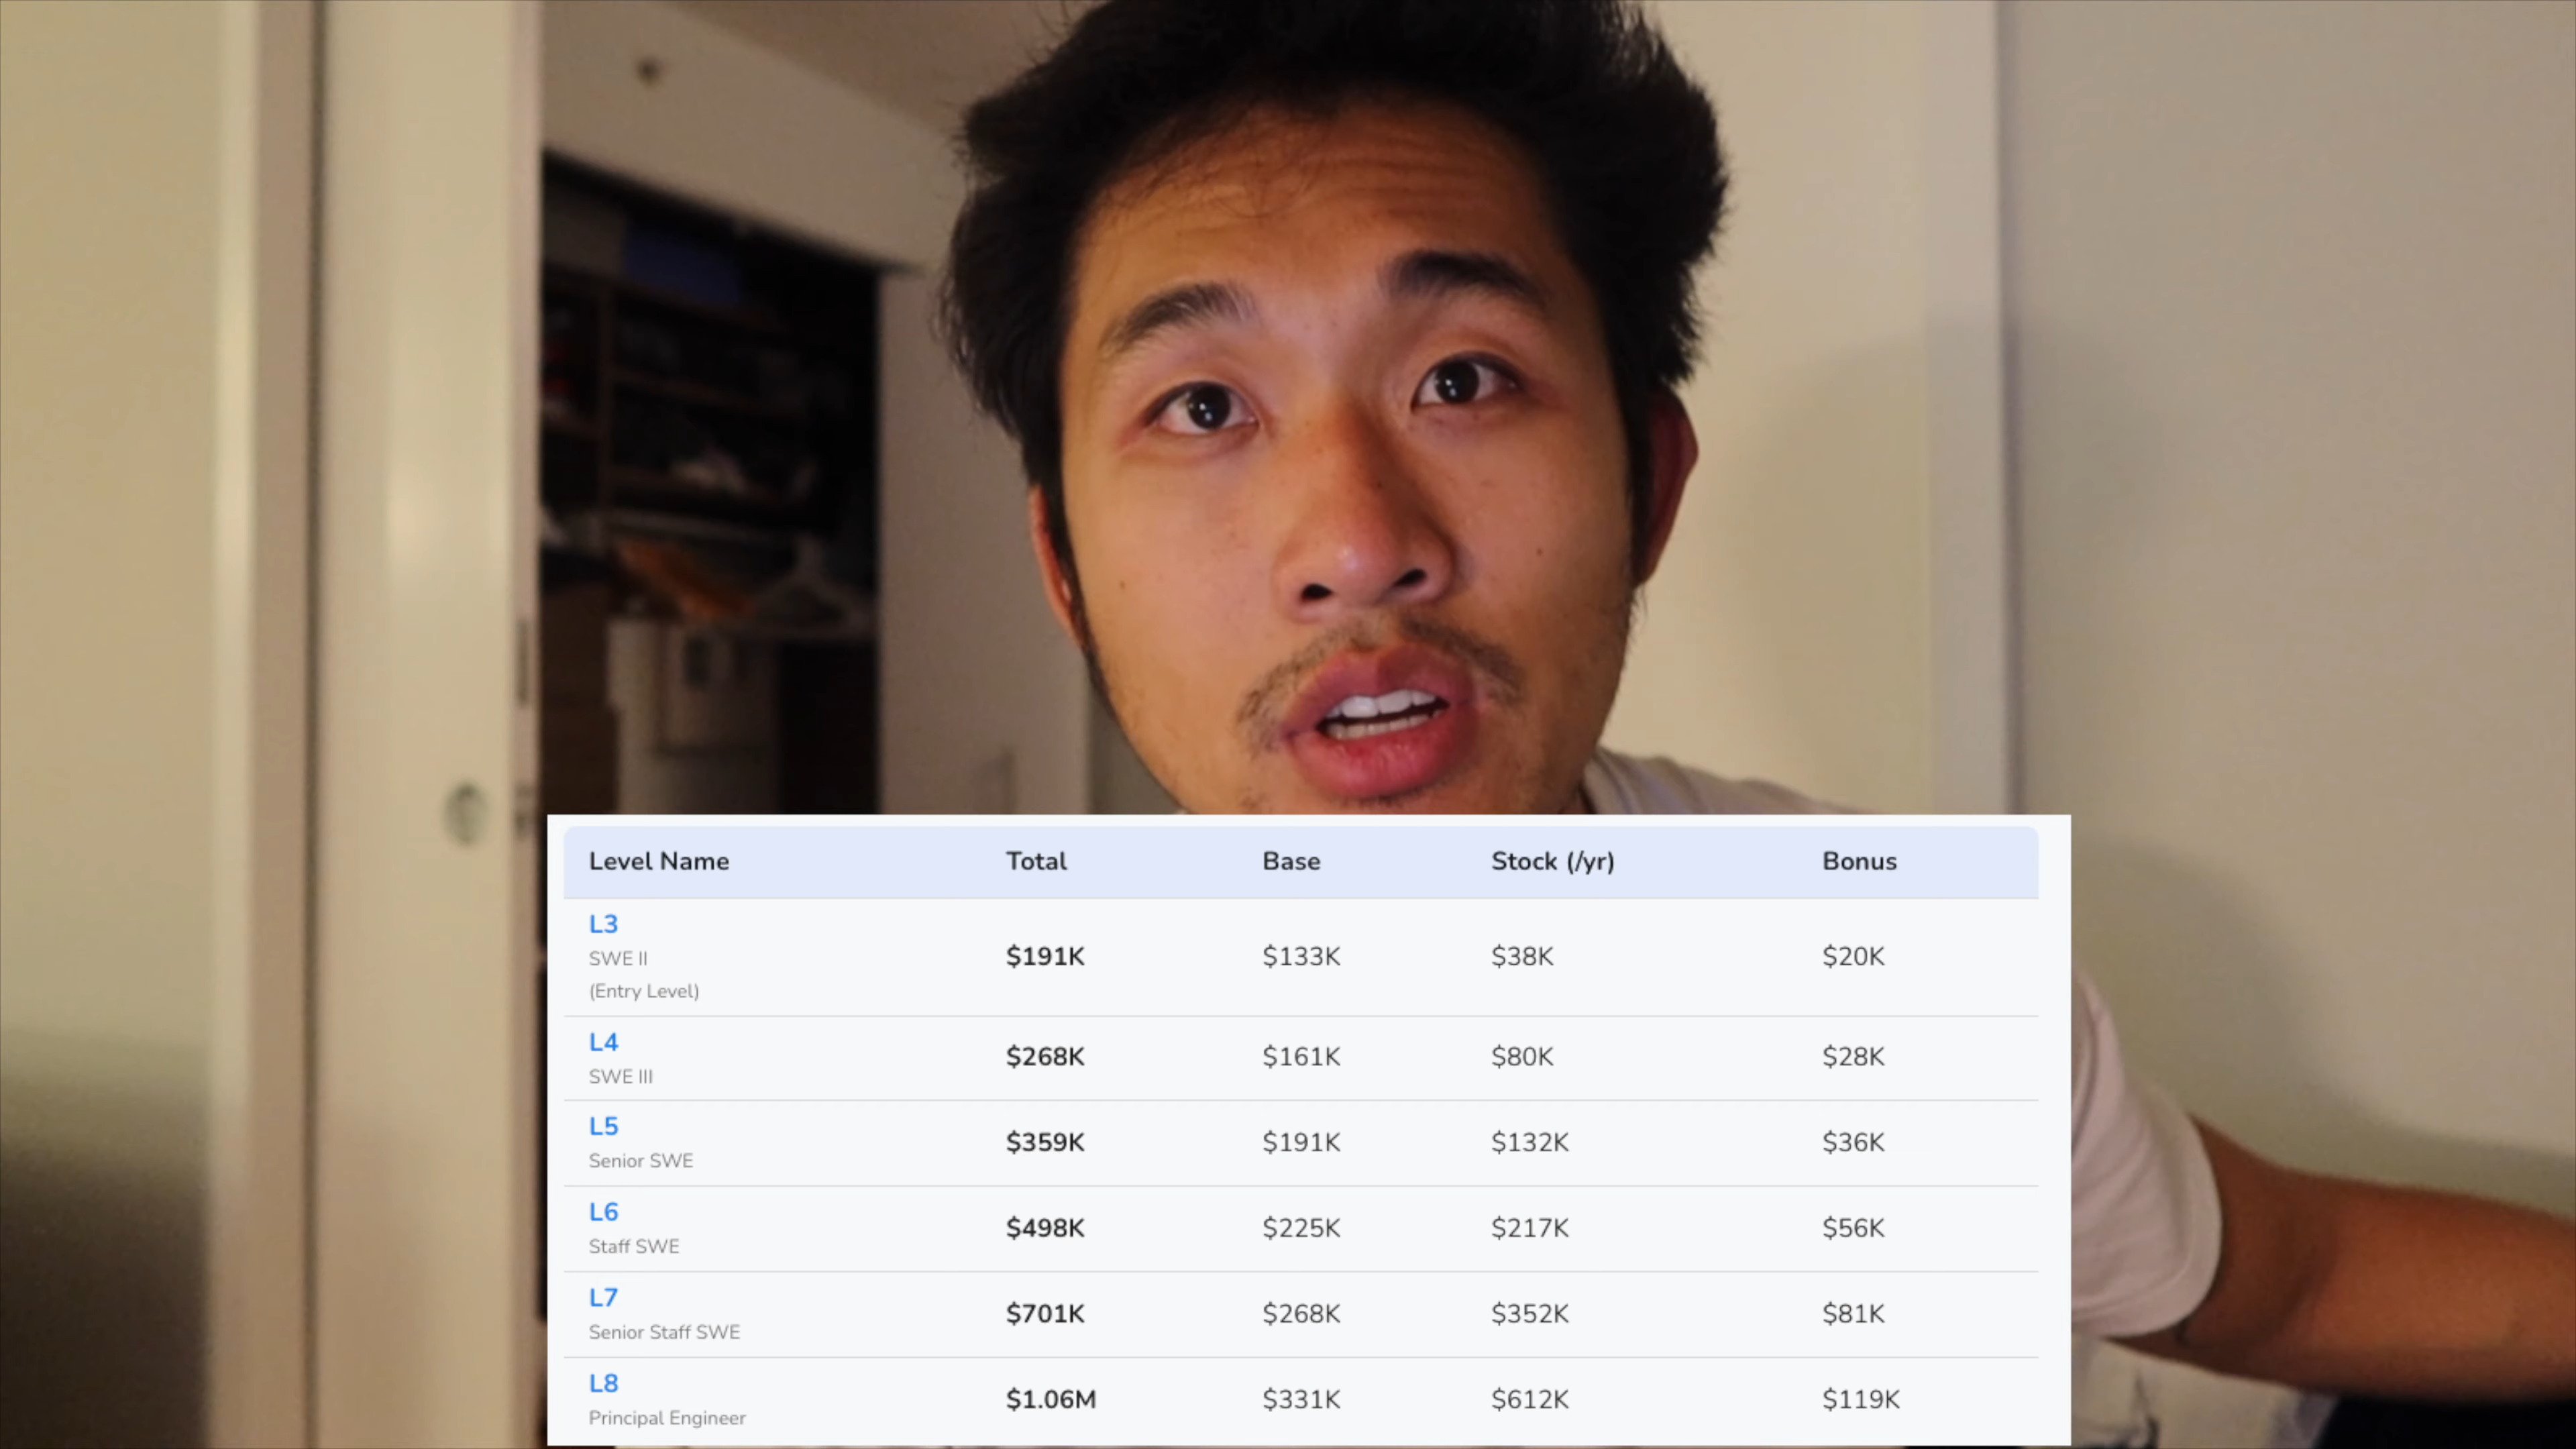 Level Name Total Base Stock (/yr) Bonus
L3
SWE II
(Entry Level)
$191K $133K $38K $20K
L4
SWE III
$268K $161K $80K $28K
L5
Senior SWE
$359K $191K $132K $36K
L6
Staff SWE
$498K $225K $217K $56K
L7
Senior Staff SWE
$701K $268K $352K $81K
L8
Principal Engineer
$1.06M $331K $612K $119K